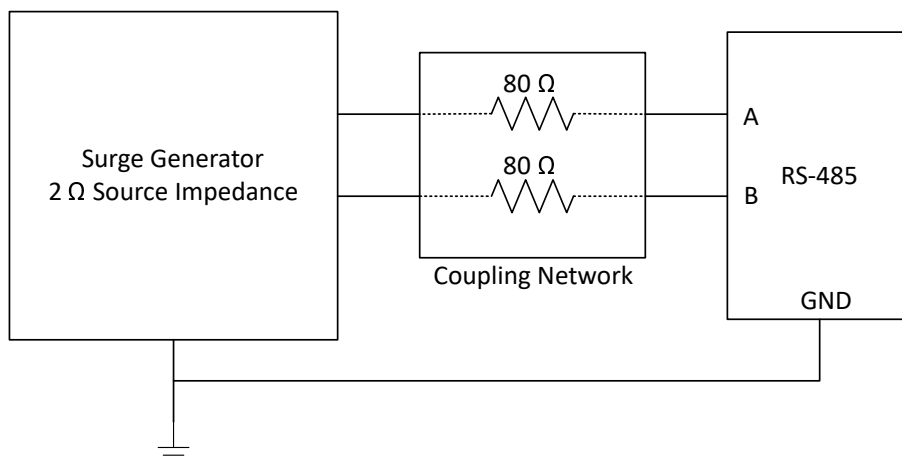 Surge Generator
2 Ω Source Impedance
80 Ω
80 Ω
Coupling Network
A
B
RS-485
GND